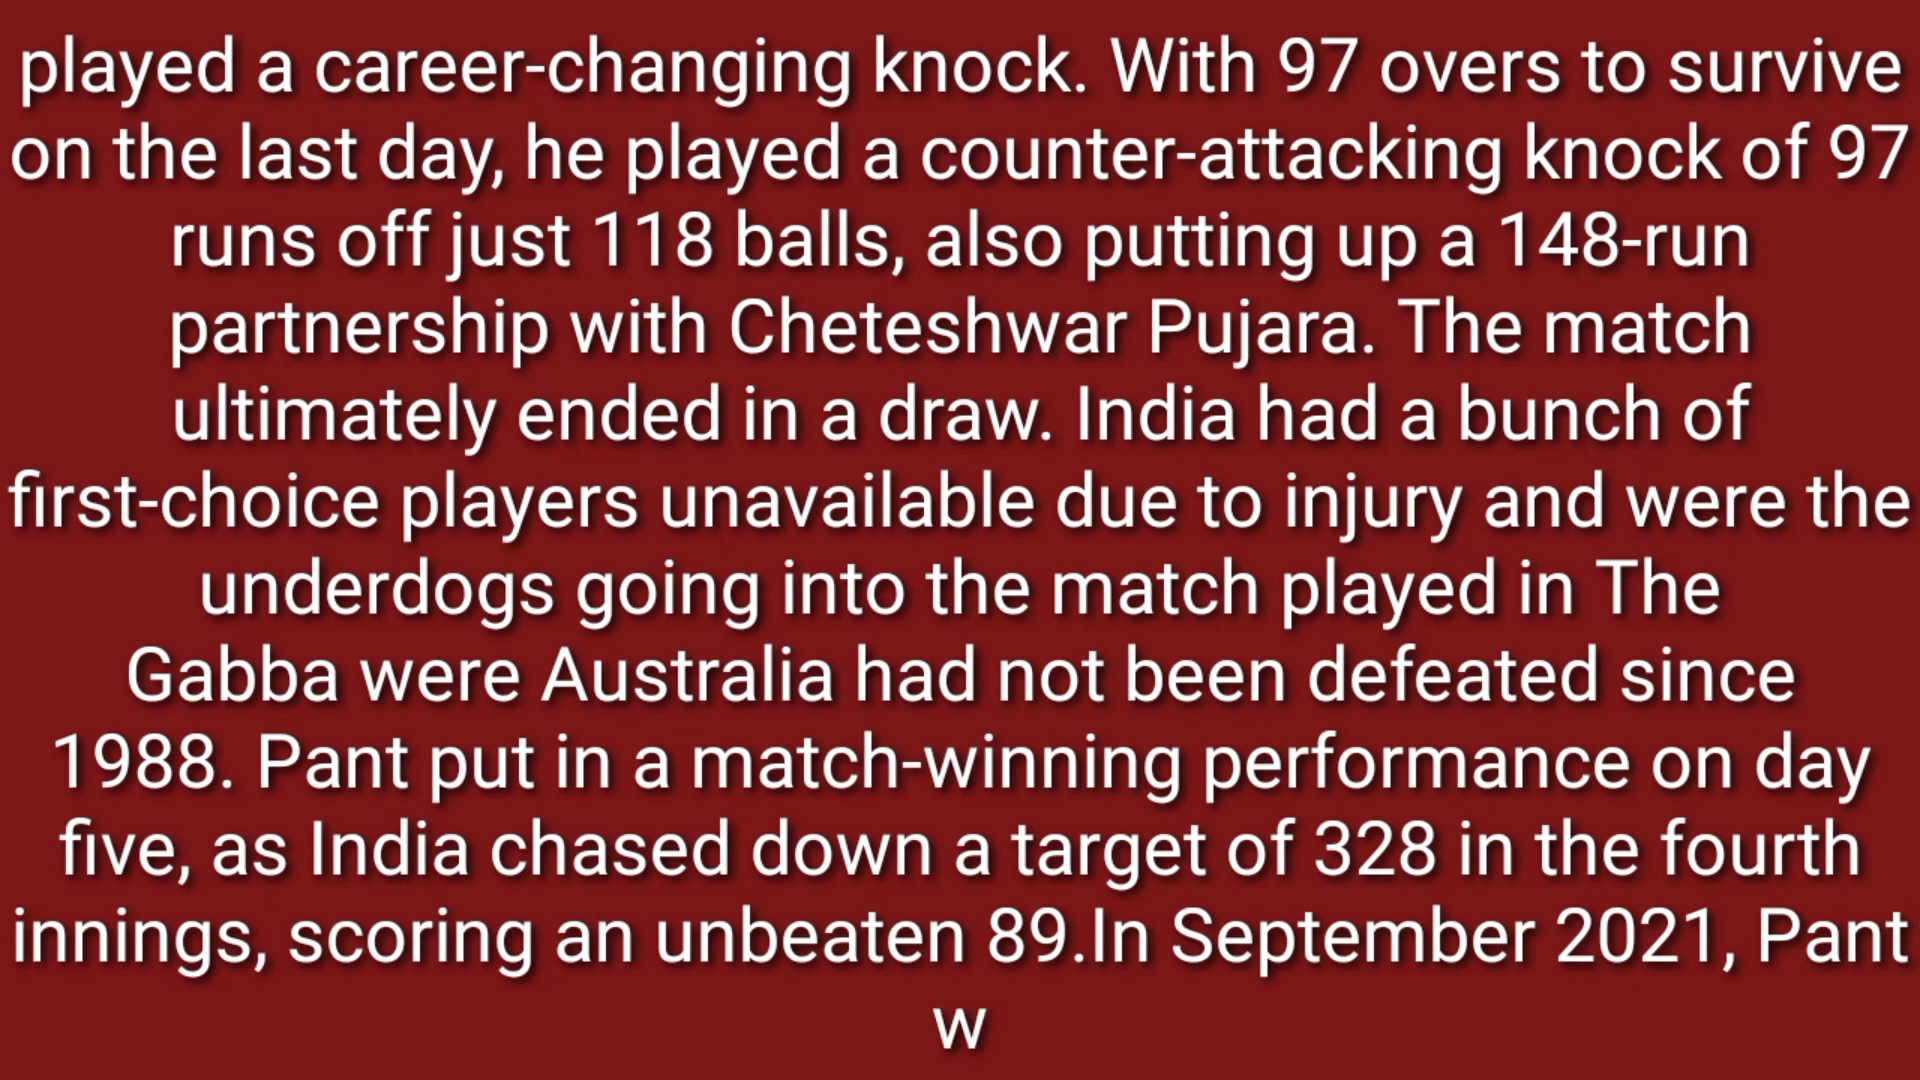 played a career-changing knock. With 97 overs to survive
on the last day, he played a counter-attacking knock of 97
runs off just 118 balls, also putting up a 148-run
partnership with Cheteshwar Pujara. The match
ultimately ended in a draw. India had a bunch of
first-choice players unavailable due to injury and were the
underdogs going into the match played in The
Gabba were Australia had not been defeated since
1988. Pant put in a match-winning performance on day
five, as India chased down a target of 328 in the fourth
innings, scoring an unbeaten 89.In September 2021, Pant
w